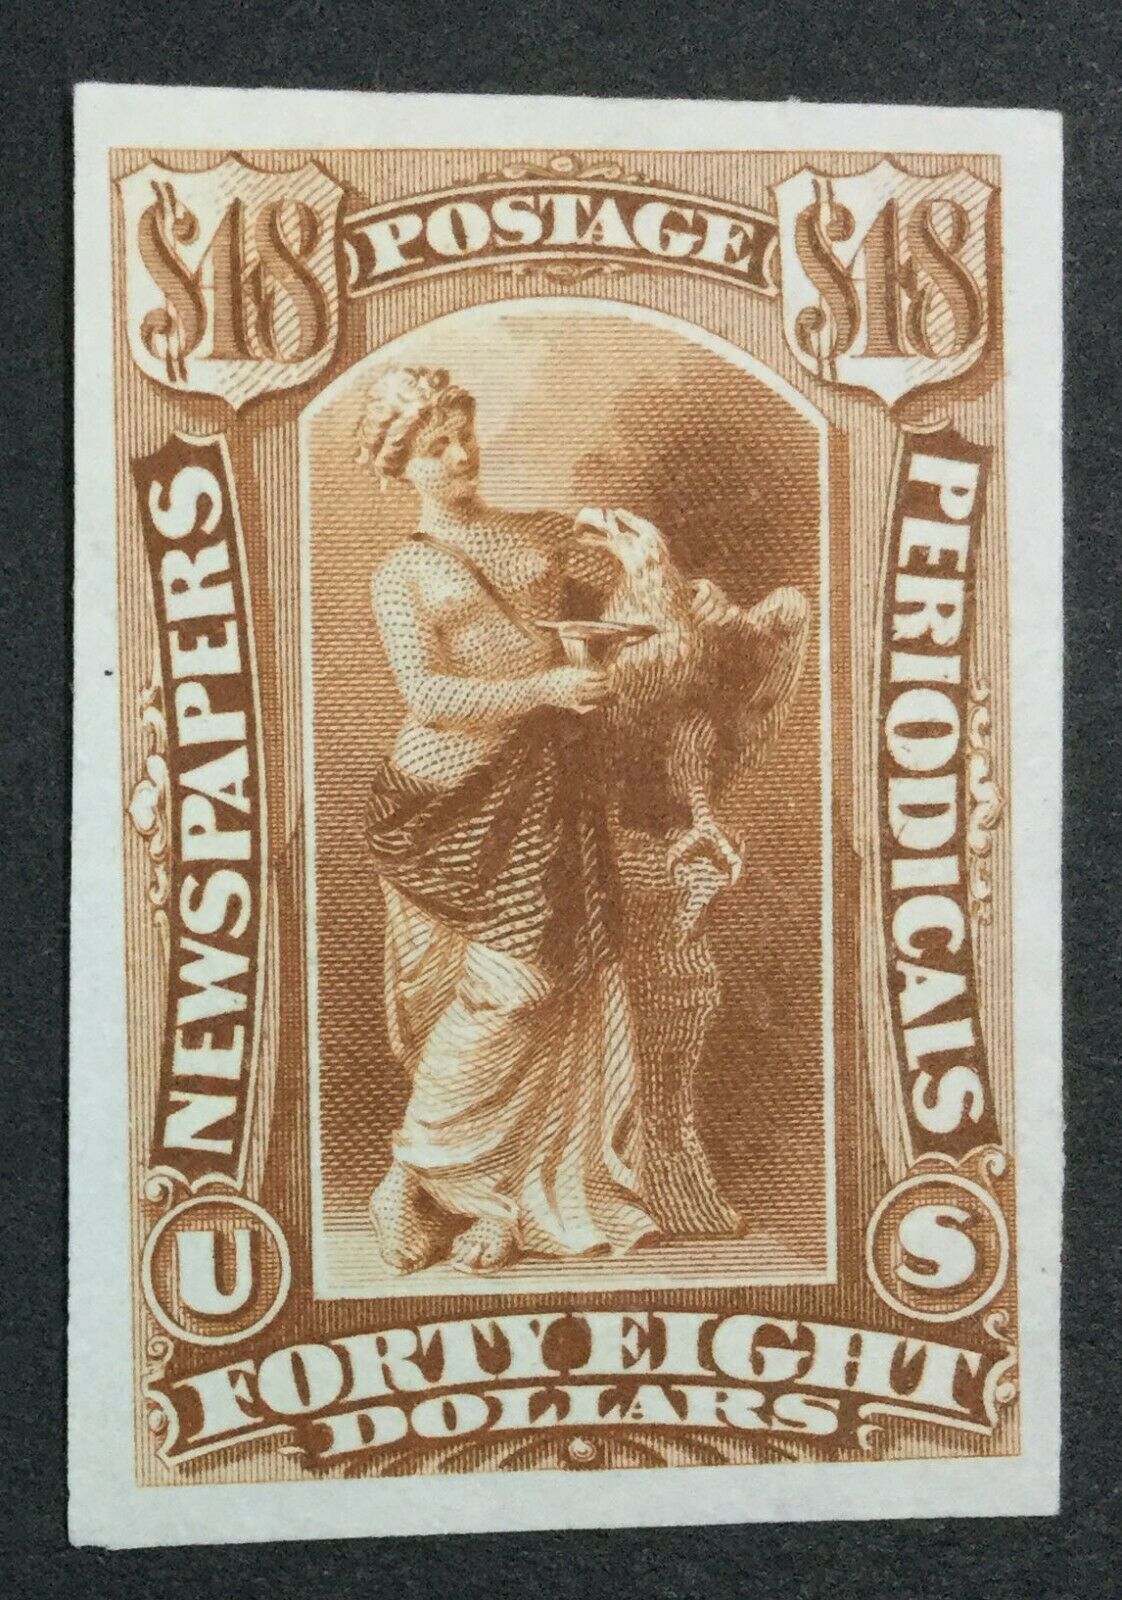 $48 POSTAGE $48
NEWSPAPERS
PERIODICALS
U S
FORTY EIGHT
DOLLARS